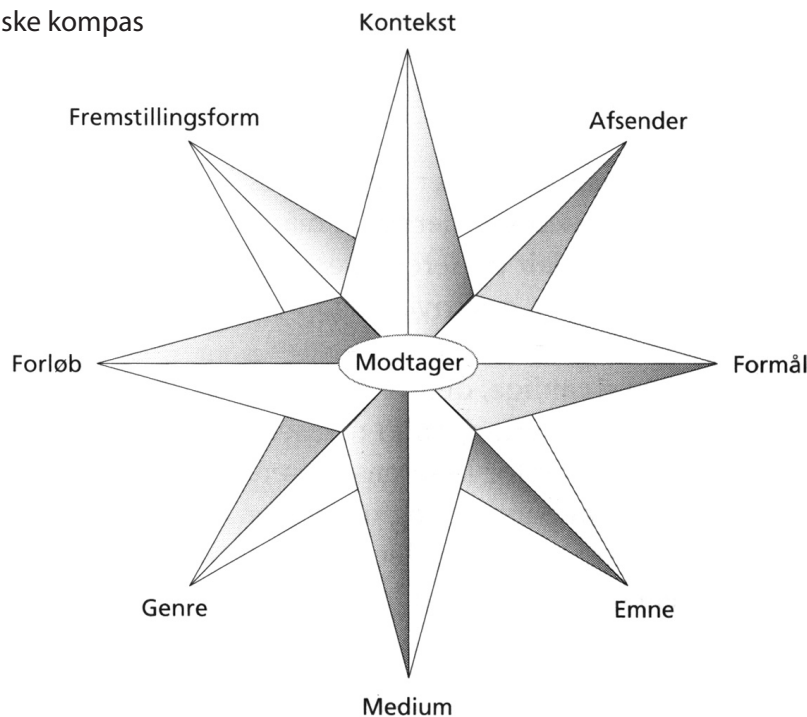 ske kompas
Kontekst
Fremstillingsform
Afsender
Forløb
Modtager
Formål
Genre
Emne
Medium